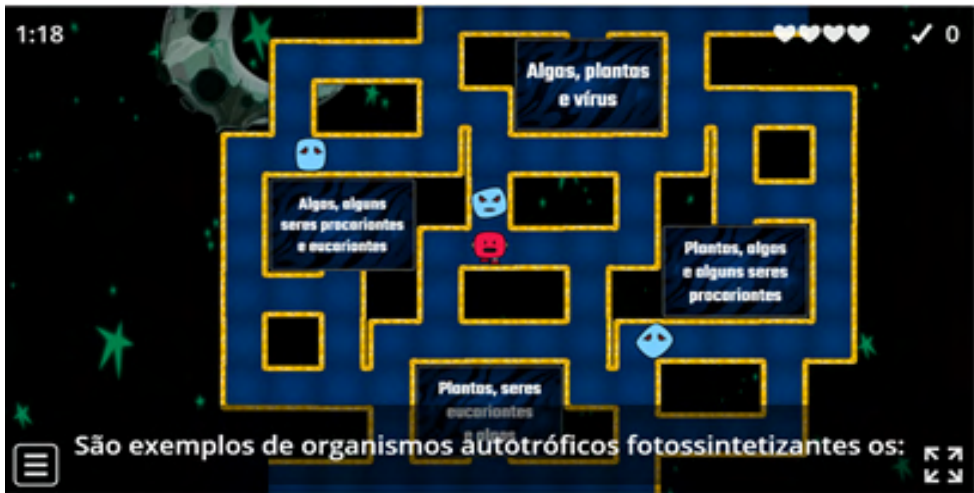 1:18
0
Algas, plantas
e vírus
Algas, alguns
seres procariontes
e eucariontes
Plantas, algas
e alguns seres
procariontes
Plantas, seres
eucariontes
e algas
São exemplos de organismos autotróficos fotossintetizantes os: